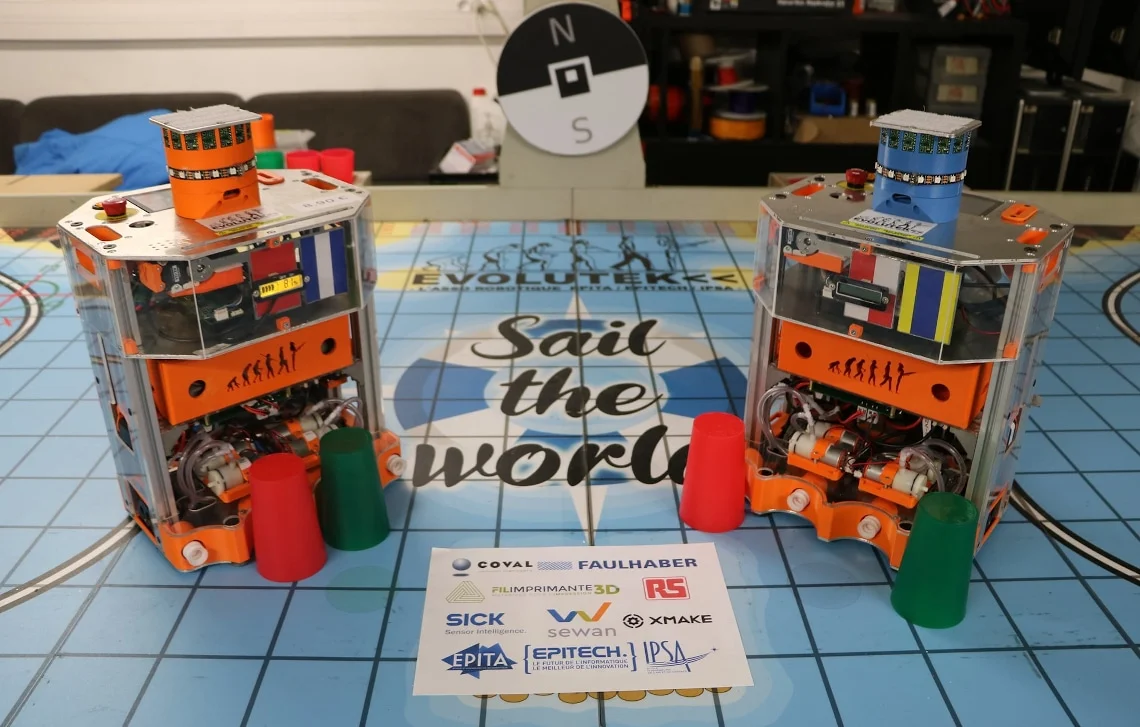 N
S
EVOLUTEK<<
LABO ROBOTIQUE EPITA / EPITECH / IPSA
Sail
the
world
COVAL
FAULHABER
FILIMPRIMANTE3D
RS
SICK
Sensor Intelligence.
sewan
XMAKE
EPITA
{EPITECH.}
LE FUTUR DE L'INFORMATIQUE
LE MEILLEUR DE L'INNOVATION
IPSA